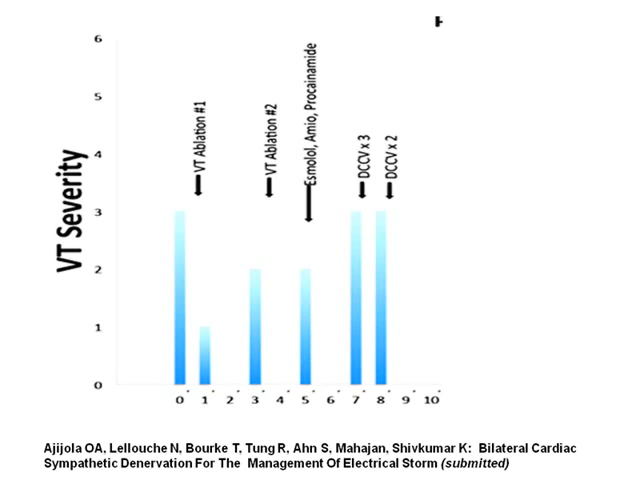 6
5
4
3
2
1
0
VT Severity
VT Ablation #1
VT Ablation #2
Esmolol, Amio, Procainamide
DCCV x 3
DCCV x 2
0 1 2 3 4 5 6 7 8 9 10
Ajijola OA, Lellouche N, Bourke T, Tung R, Ahn S, Mahajan, Shivkumar K: Bilateral Cardiac
Sympathetic Denervation For The Management Of Electrical Storm (submitted)